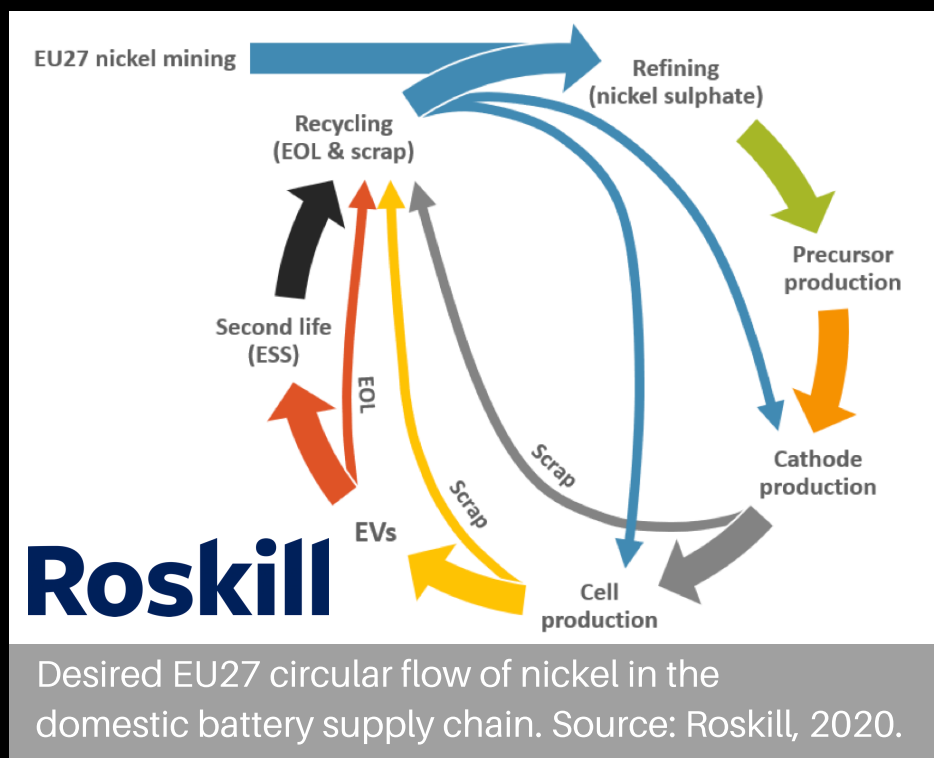 EU27 nickel mining
Refining
(nickel sulphate)
Recycling
(EOL & scrap)
Precursor
production
Second life
(ESS)
EOL
Scrap
Scrap
Cathode
production
EVs
Cell
production
Roskill
Desired EU27 circular flow of nickel in the
domestic battery supply chain. Source: Roskill, 2020.